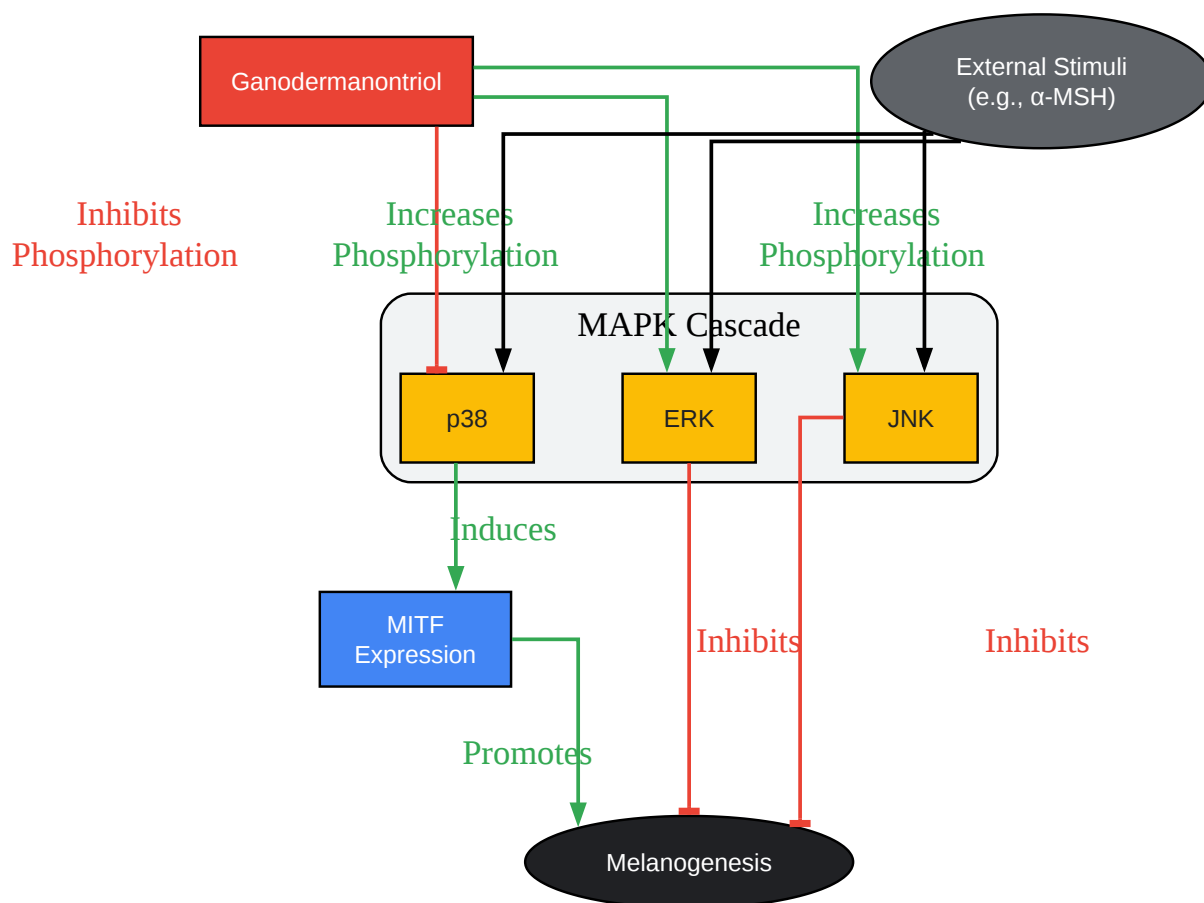 Ganodermanontriol
External Stimuli
(e.g., α-MSH)
Inhibits
Phosphorylation
Increases
Phosphorylation
Increases
Phosphorylation
MAPK Cascade
p38
ERK
JNK
Induces
MITF
Expression
Inhibits
Inhibits
Promotes
Melanogenesis